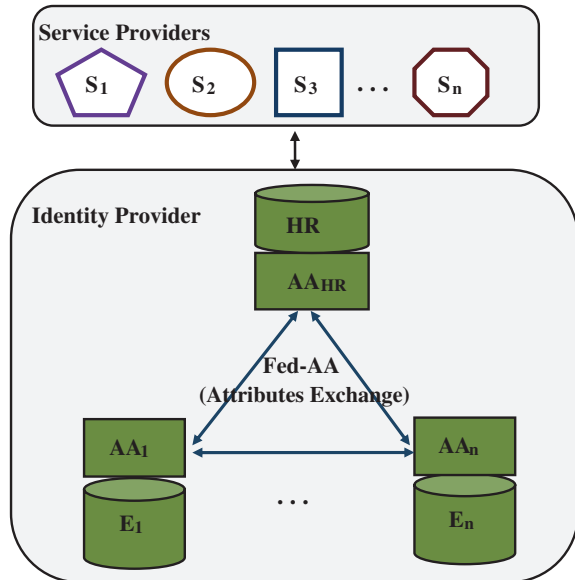 Service Providers
S1 S2 S3 ... Sn
Identity Provider
HR
AAHR
Fed-AA
(Attributes Exchange)
AA1 AAn
...
E1 En